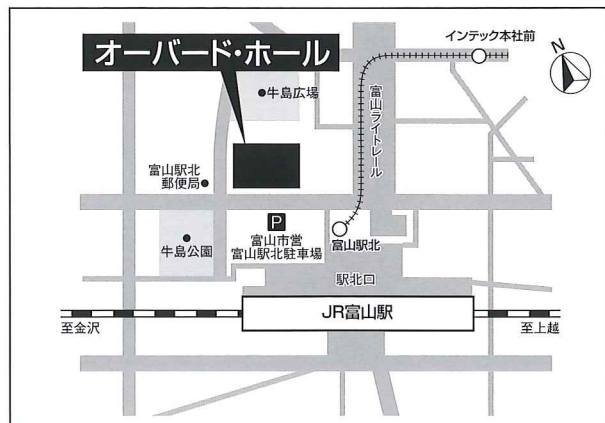 インテック本社前
N
オーバード・ホール
牛島広場
富山ライトレール
富山駅北
郵便局
P
富山市営
富山駅北駐車場
富山駅北
牛島公園
駅北口
JR富山駅
至金沢
至上越